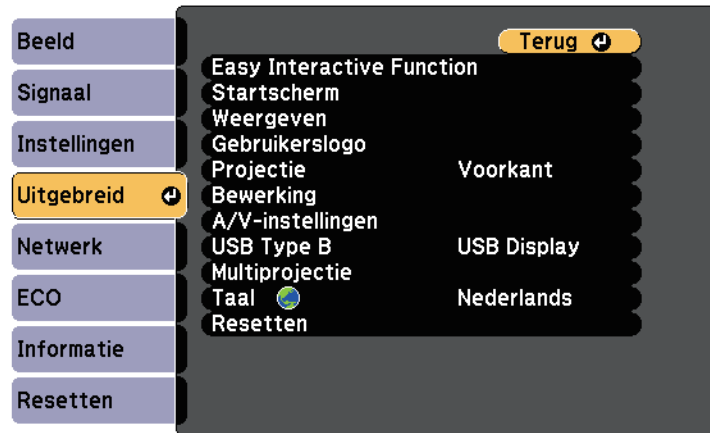 Beeld
Signaal
Instellingen
Uitgebreid
Netwerk
ECO
Informatie
Resetten
Terug
Easy Interactive Function
Startscherm
Weergeven
Gebruikerslogo
Projectie Voorkant
Bewerking
A/V-instellingen
USB Type B USB Display
Multiprojectie
Taal Nederlands
Resetten